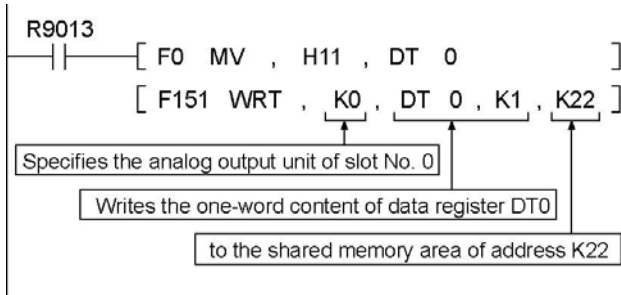 R9013
[ F0 MV , H11 , DT 0 ]
[ F151 WRT , K0 , DT 0 , K1 , K22 ]
Specifies the analog output unit of slot No. 0
Writes the one-word content of data register DT0
to the shared memory area of address K22